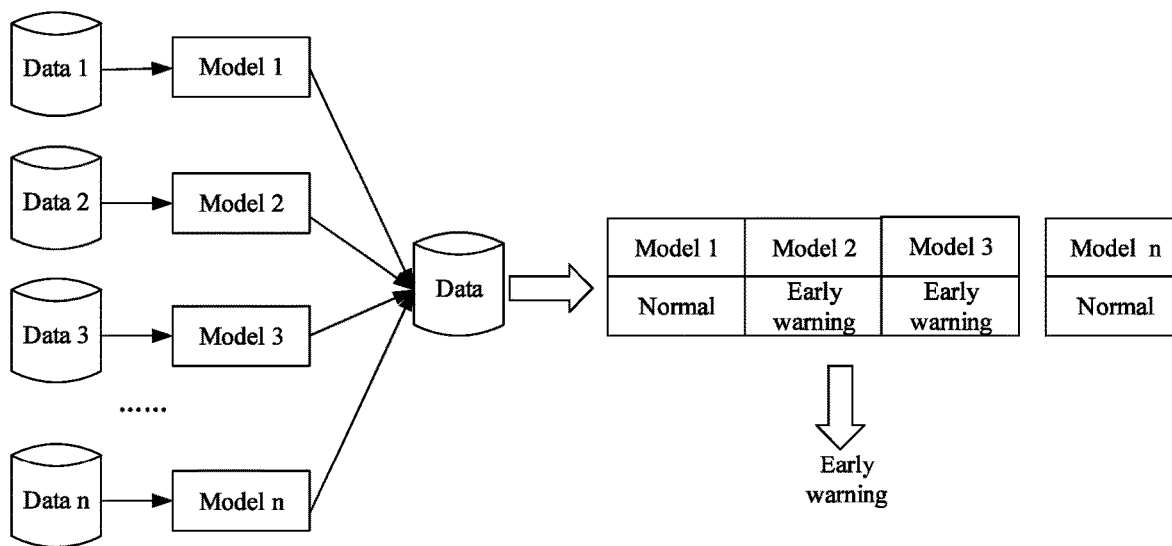 Data 1
Model 1
Data 2
Model 2
Data 3
Model 3
......
Data n
Model n
Data
Model 1 Model 2 Model 3 Model n
Normal Early warning Early warning Normal
Early
warning